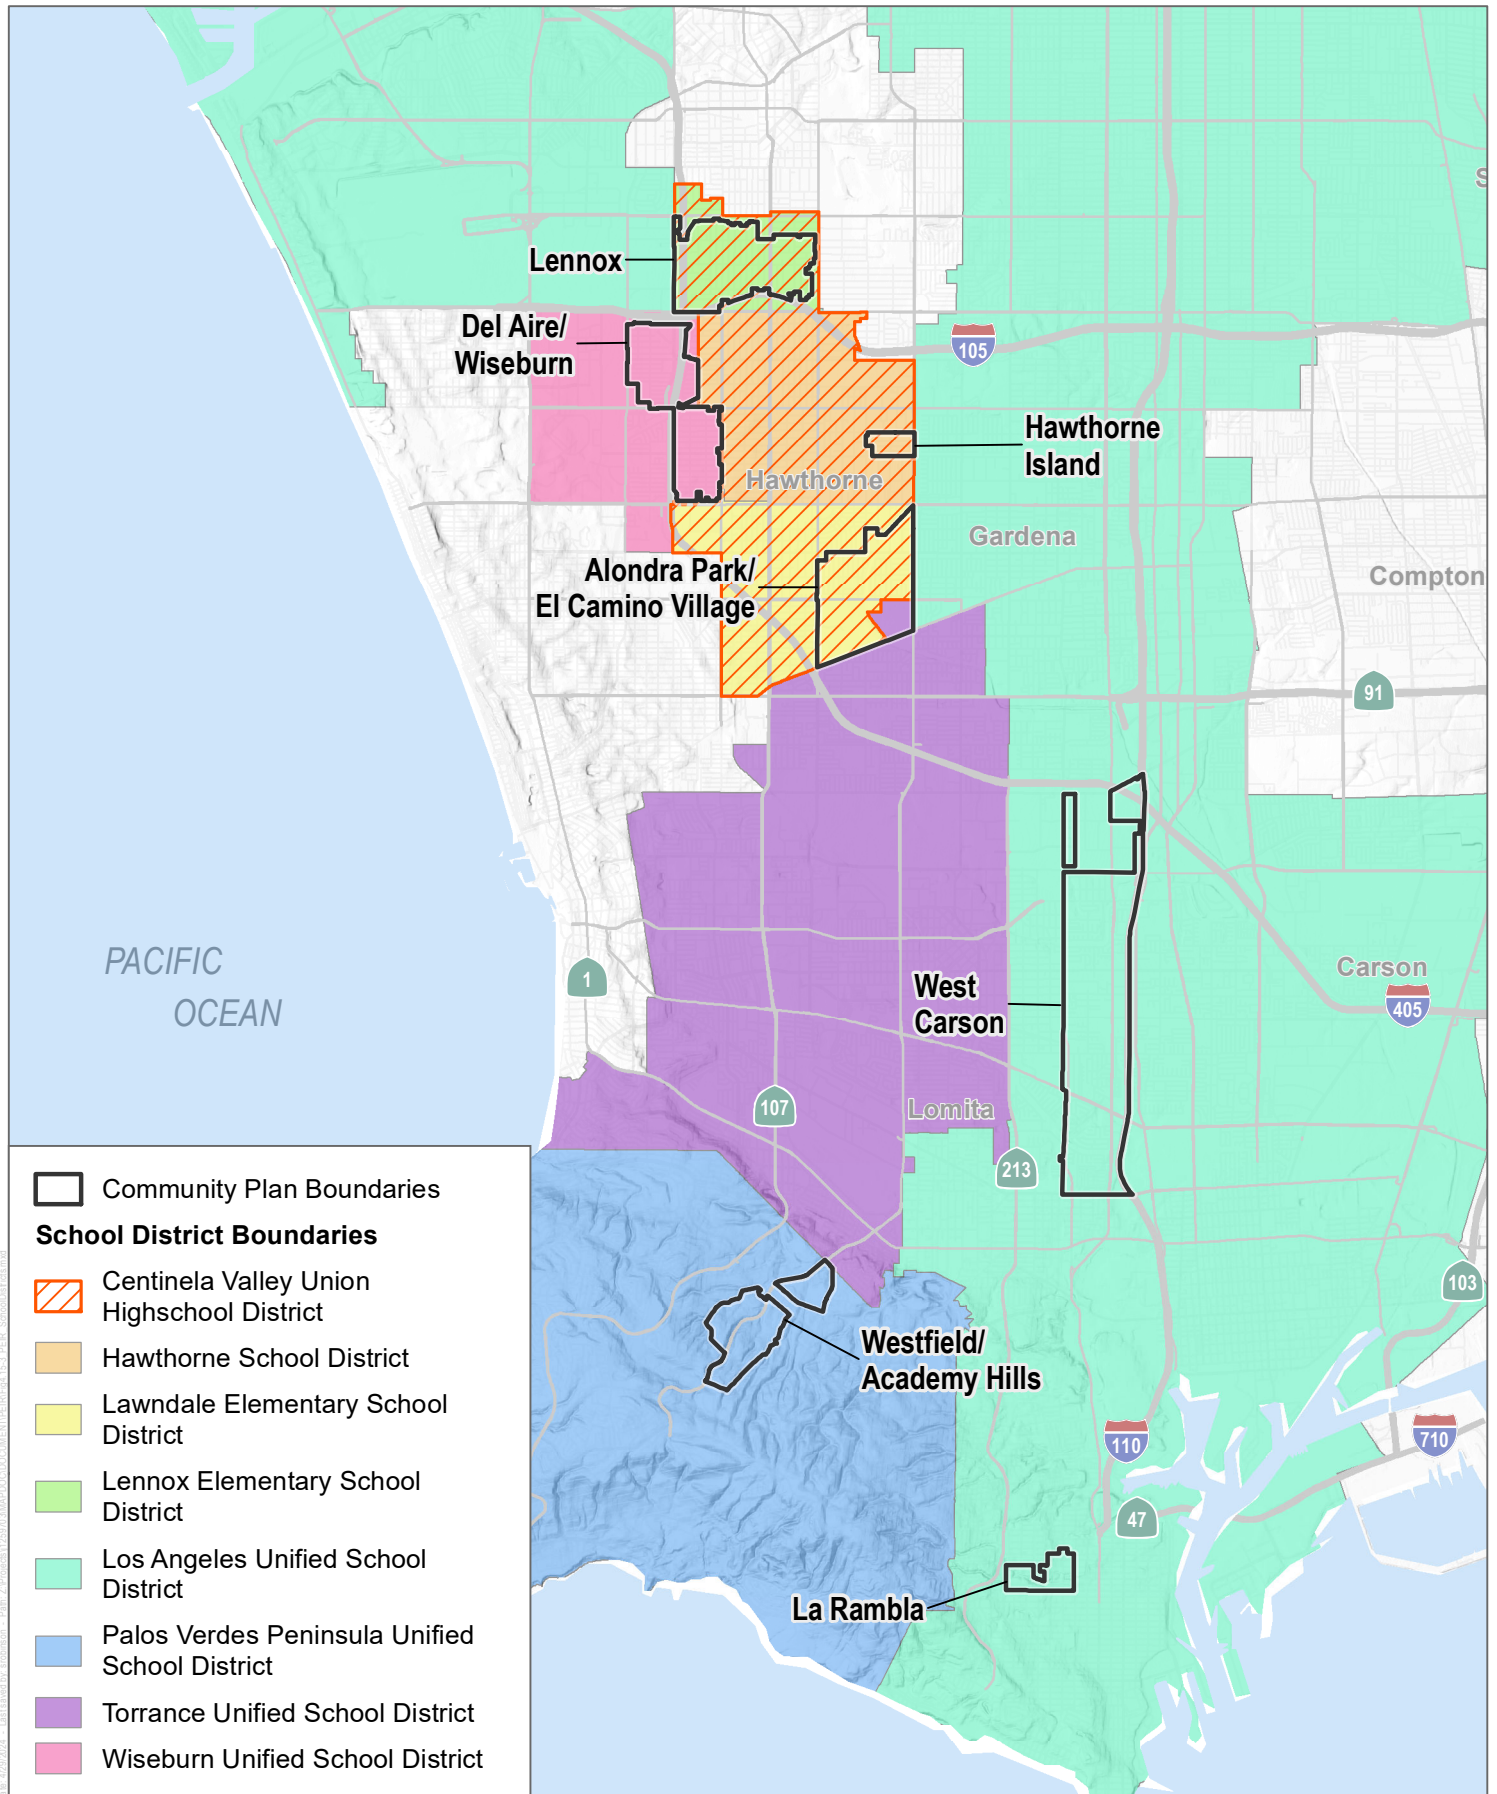 Lennox
Del Aire/
Wiseburn
105
Hawthorne
Island
Hawthorne
Gardena
Compton
Alondra Park/
El Camino Village
91
PACIFIC
OCEAN
1
West
Carson
Carson
405
107
Lomita
213
103
Westfield/
Academy Hills
110
710
47
La Rambla
Community Plan Boundaries
School District Boundaries
Centinela Valley Union
Highschool District
Hawthorne School District
Lawndale Elementary School
District
Lennox Elementary School
District
Los Angeles Unified School
District
Palos Verdes Peninsula Unified
School District
Torrance Unified School District
Wiseburn Unified School District